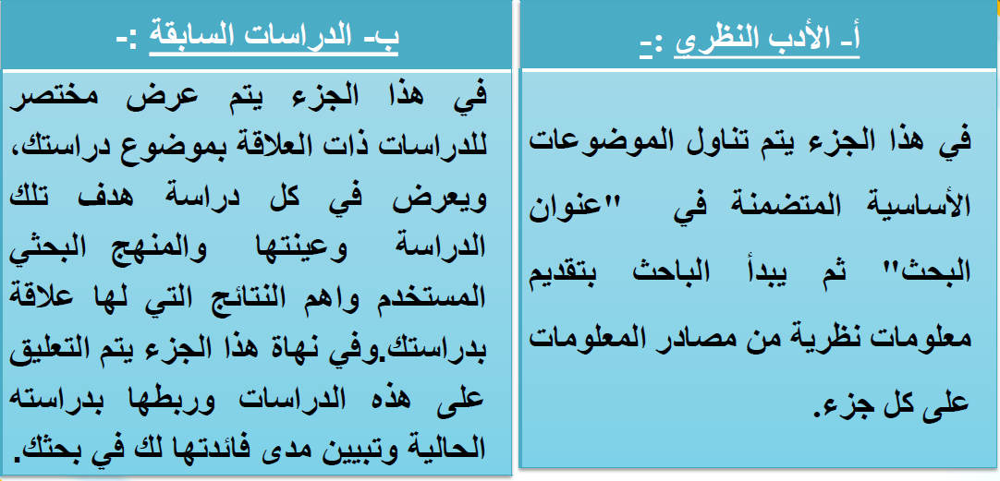 أ- الأدب النظري :-
في هذا الجزء يتم تناول الموضوعات
الأساسية المتضمنة في "عنوان
البحث" ثم يبدأ الباحث بتقديم
معلومات نظرية من مصادر المعلومات
على كل جزء.
ب- الدراسات السابقة :-
في هذا الجزء يتم عرض مختصر
للدراسات ذات العلاقة بموضوع دراستك،
ويعرض في كل دراسة هدف تلك
الدراسة وعينتها والمنهج البحثي
المستخدم واهم النتائج التي لها علاقة
بدراستك.وفي نهاة هذا الجزء يتم التعليق
على هذه الدراسات وربطها بدراسته
الحالية وتبيين مدى فائدتها لك في بحثك.